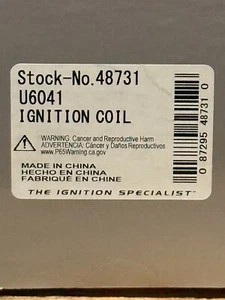 Stock-No.48731
U6041
IGNITION COIL
WARNING: Cancer and Reproductive Harm
ADVERTENCIA: Cáncer y Daños Reproductivos
www.P65Warning.ca.gov
MADE IN CHINA
HECHO EN CHINA
FABRIQUÉ EN CHINE
THE IGNITION SPECIALIST
0 87295 48731 0